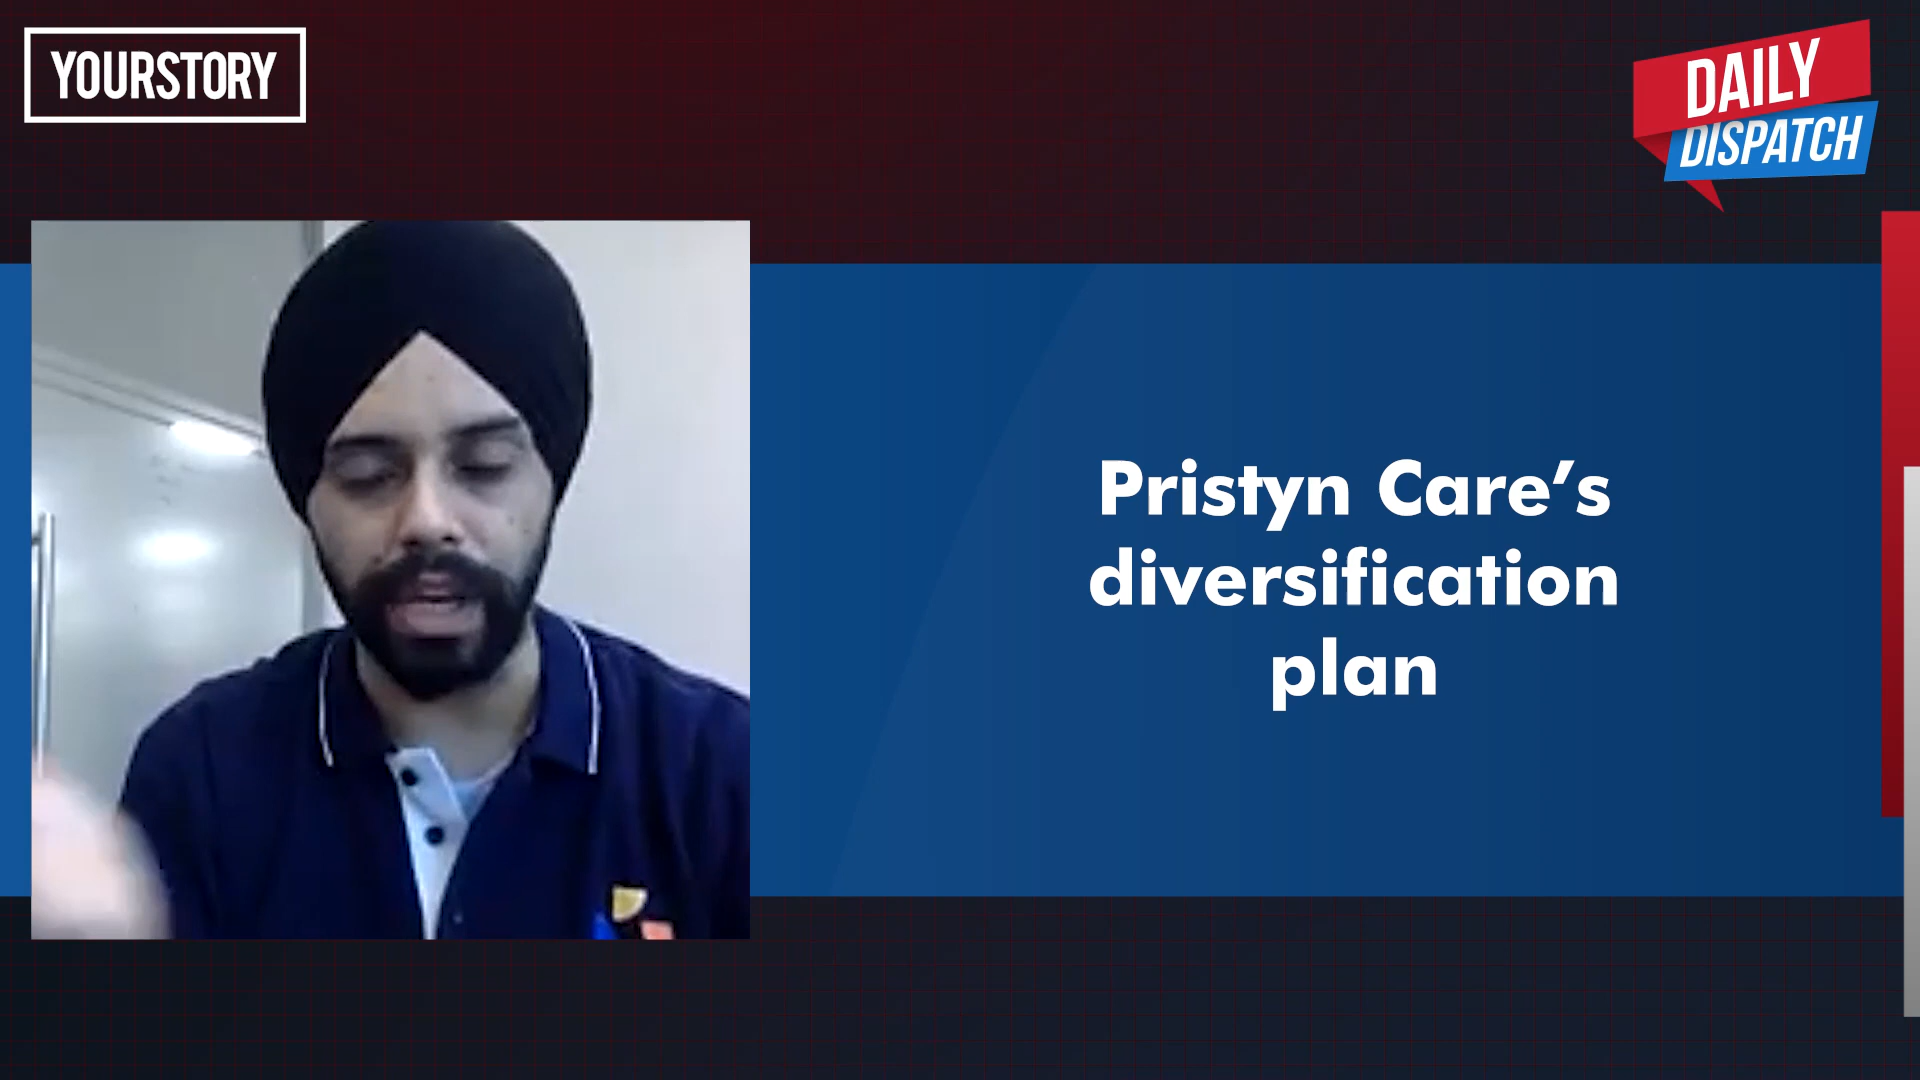 YOURSTORY
DAILY
DISPATCH
Pristyn Care’s
diversification
plan